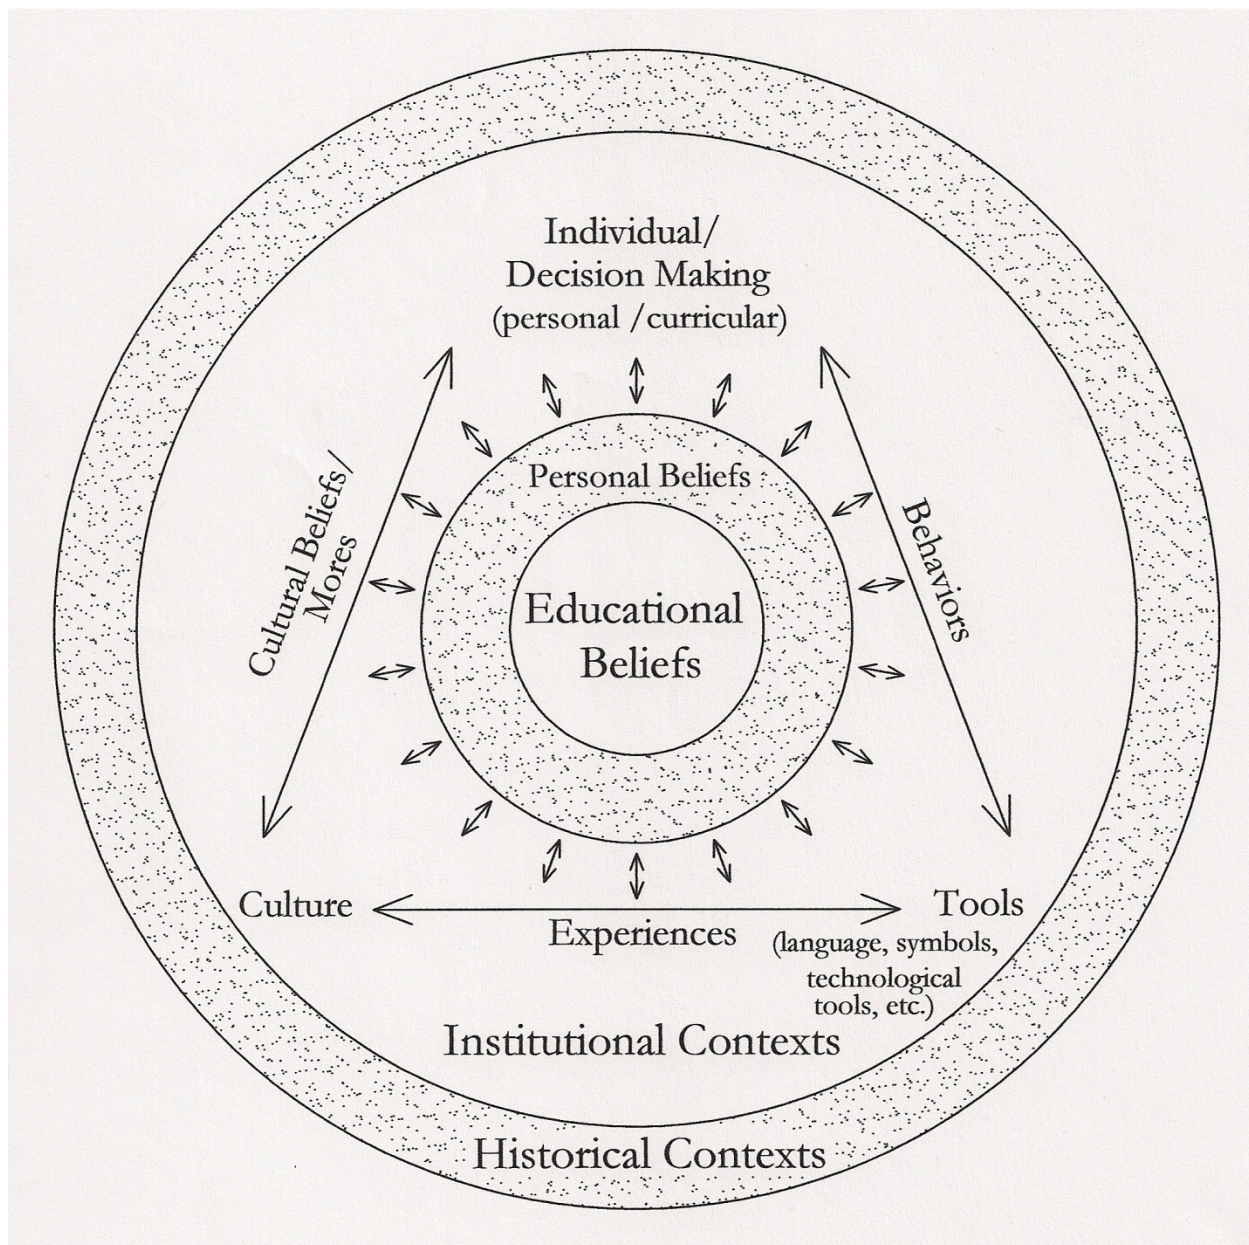 Individual/
Decision Making
(personal /curricular)
Cultural Beliefs/
Mores
Behaviors
Personal Beliefs
Educational
Beliefs
Culture
Experiences
Tools
(language, symbols,
technological
tools, etc.)
Institutional Contexts
Historical Contexts